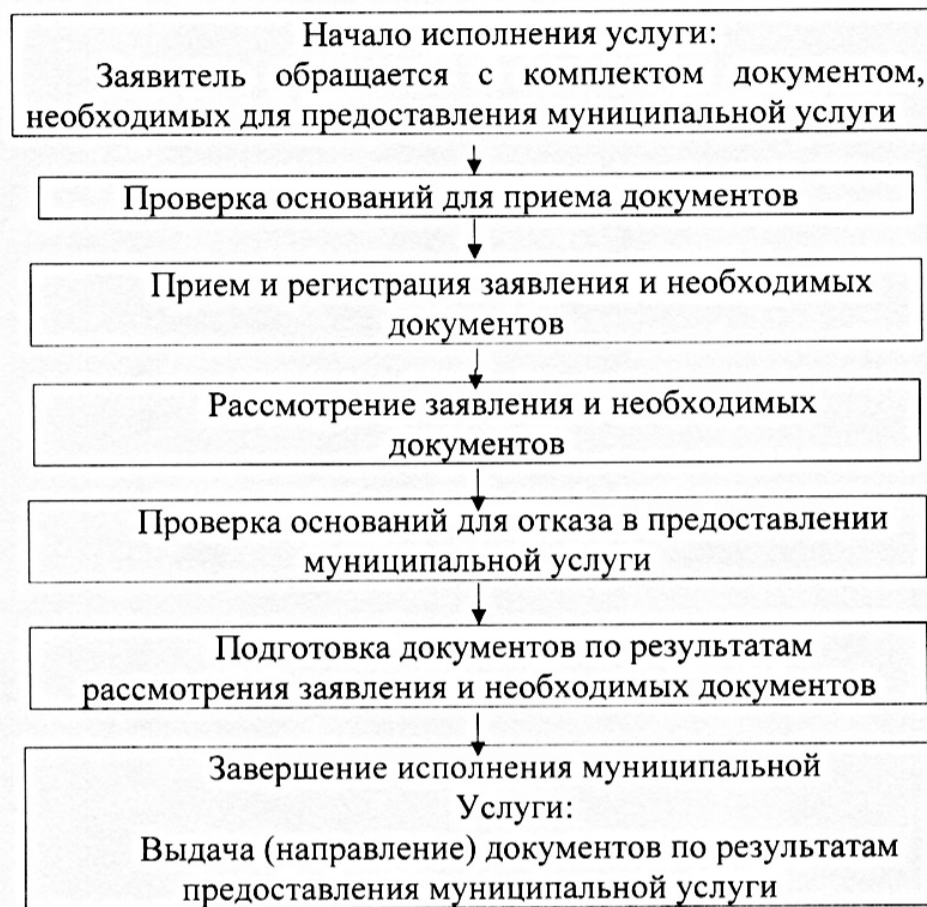 Начало исполнения услуги:
Заявитель обращается с комплектом документом,
необходимых для предоставления муниципальной услуги
Проверка оснований для приема документов
Прием и регистрация заявления и необходимых
документов
Рассмотрение заявления и необходимых
документов
Проверка оснований для отказа в предоставлении
муниципальной услуги
Подготовка документов по результатам
рассмотрения заявления и необходимых документов
Завершение исполнения муниципальной
Услуги:
Выдача (направление) документов по результатам
предоставления муниципальной услуги